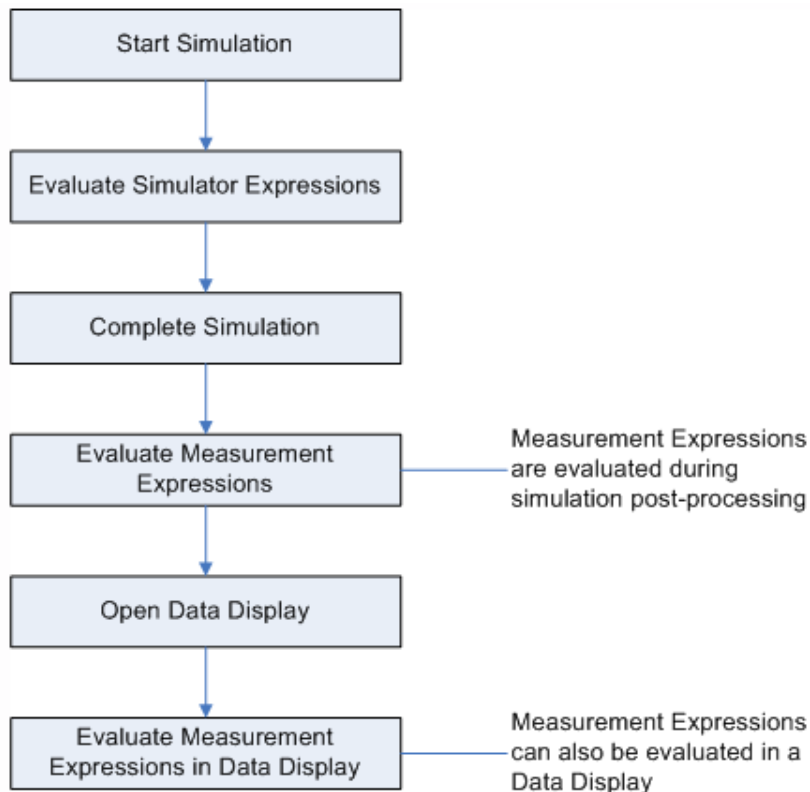 Start Simulation
Evaluate Simulator Expressions
Complete Simulation
Evaluate Measurement
Expressions
Measurement Expressions
are evaluated during
simulation post-processing
Open Data Display
Evaluate Measurement
Expressions in Data Display
Measurement Expressions
can also be evaluated in a
Data Display